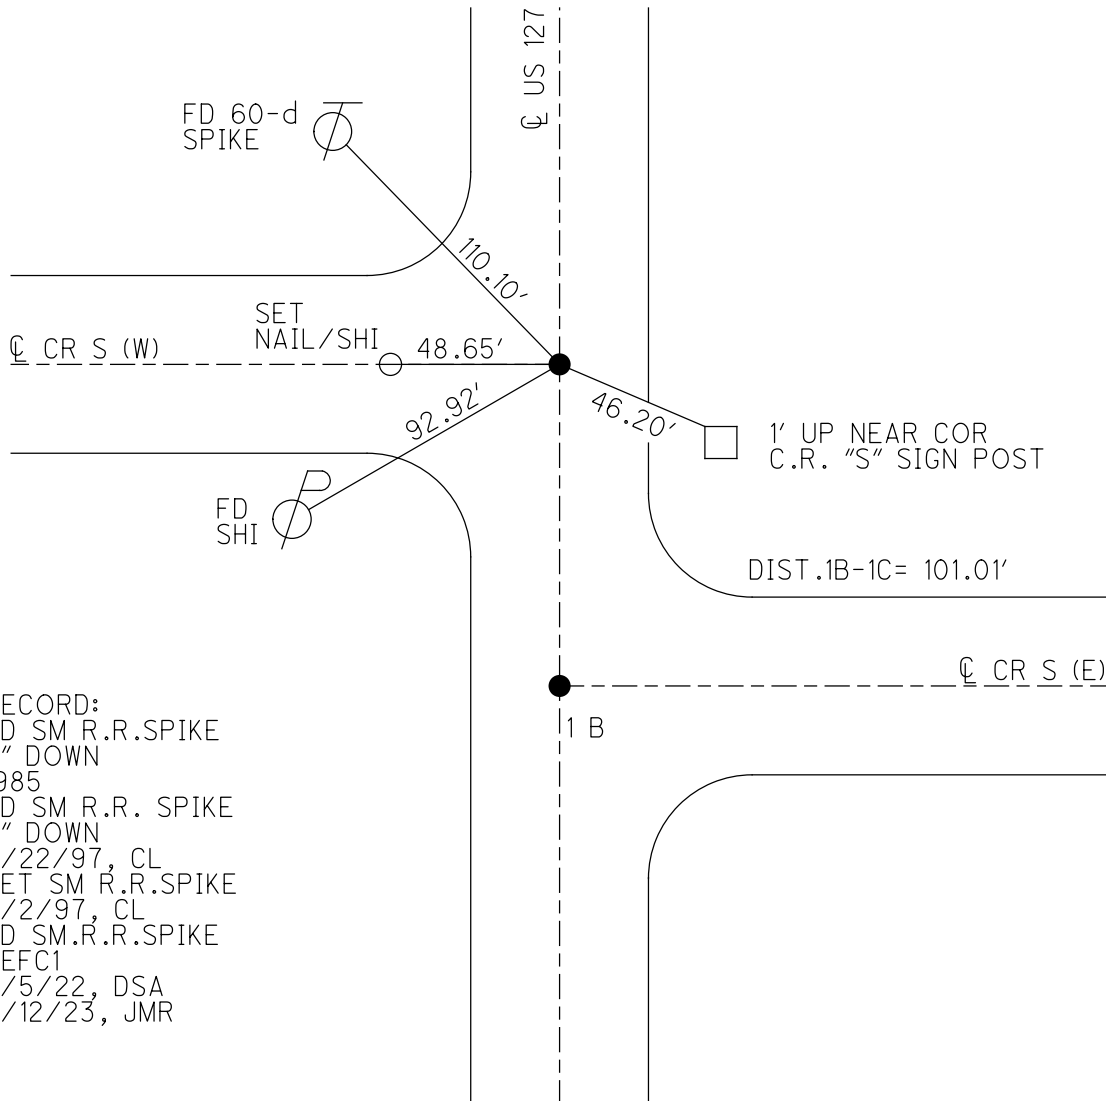 ℄ US 127
FD 60-d
SPIKE
110.10'
SET
NAIL/SHI
℄ CR S (W)
48.65'
92.92'
46.20'
1' UP NEAR COR
C.R. "S" SIGN POST
FD
SHI
DIST.1B-1C= 101.01'
℄ CR S (E)
1 B
ECORD:
D SM R.R.SPIKE
" DOWN
985
D SM R.R. SPIKE
" DOWN
/22/97, CL
ET SM R.R.SPIKE
/2/97, CL
D SM.R.R.SPIKE
EFC1
/5/22, DSA
/12/23, JMR